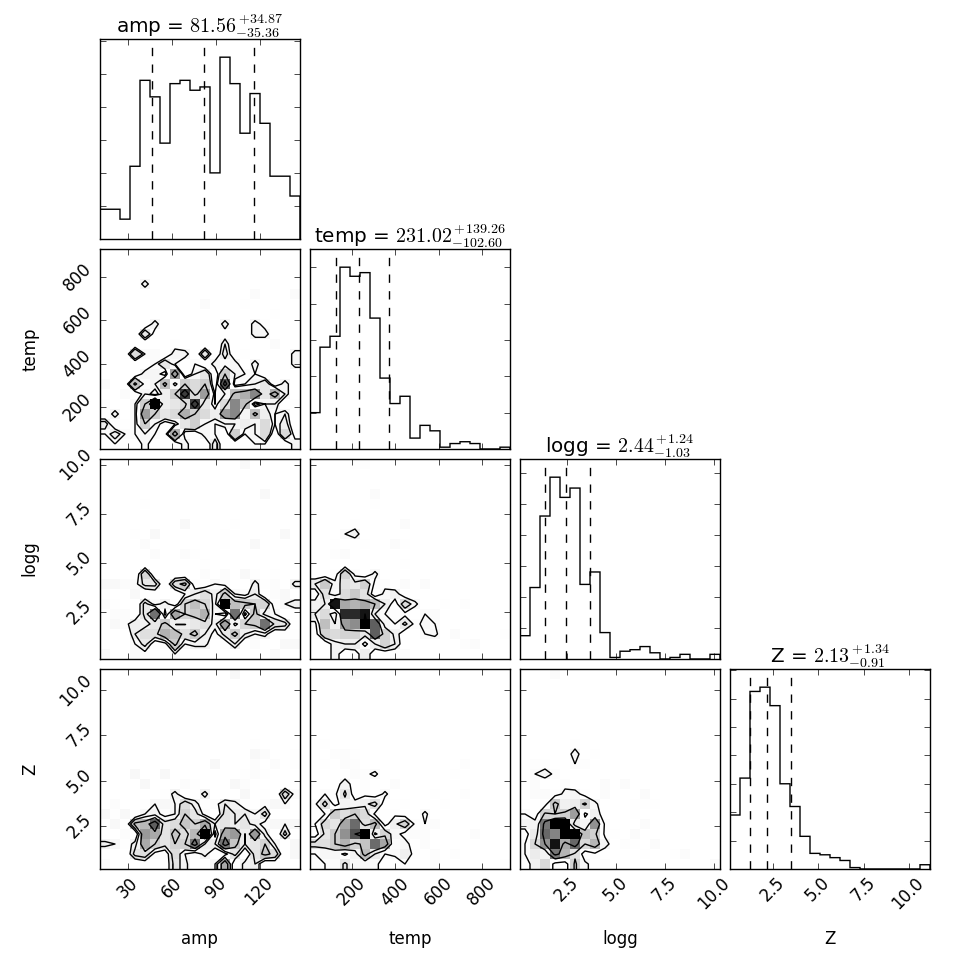 amp = 81.56 +34.87 −35.36
temp = 231.02 +139.26 −102.60
800
600
400
200
temp
logg = 2.44 +1.24 −1.03
10.0
7.5
5.0
2.5
logg
Z = 2.13 +1.34 −0.91
10.0
7.5
5.0
2.5
Z
30 60 90 120 200 400 600 800 2.5 5.0 7.5 10.0 2.5 5.0 7.5 10.0
amp temp logg Z